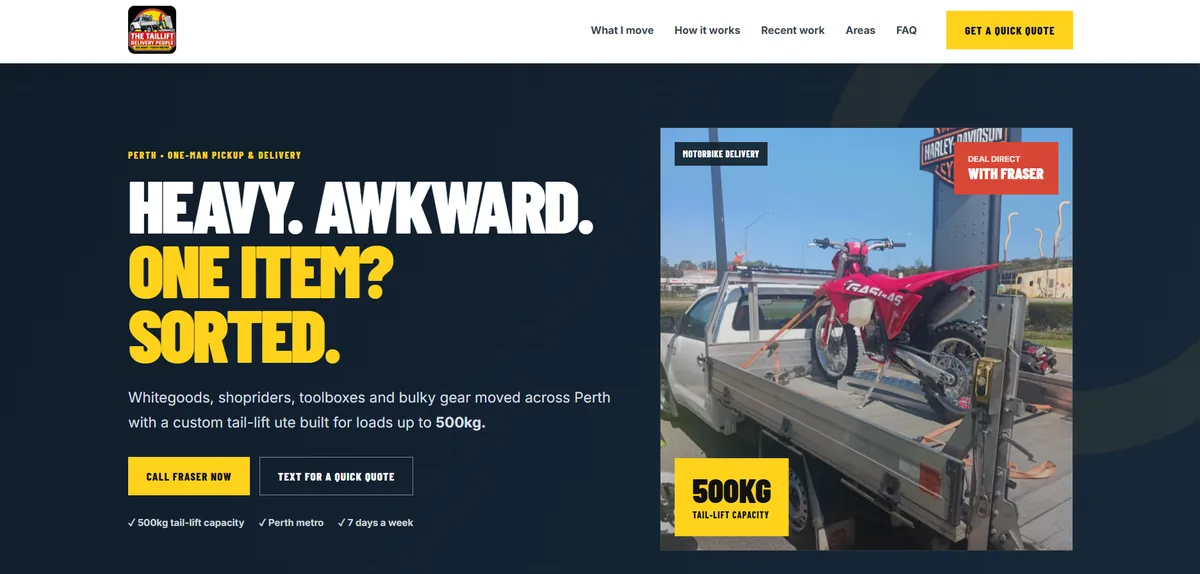 THE TAILLIFT
DELIVERY PEOPLE
What I move
How it works
Recent work
Areas
FAQ
GET A QUICK QUOTE
PERTH • ONE-MAN PICKUP & DELIVERY
HEAVY. AWKWARD.
ONE ITEM?
SORTED.
Whitegoods, shopriders, toolboxes and bulky gear moved across Perth
with a custom tail-lift ute built for loads up to 500kg.
CALL FRASER NOW
TEXT FOR A QUICK QUOTE
✓ 500kg tail-lift capacity
✓ Perth metro
✓ 7 days a week
MOTORBIKE DELIVERY
HARLEY-DAVIDSON
DEAL DIRECT
WITH FRASER
GASGAS
500KG
TAIL-LIFT CAPACITY